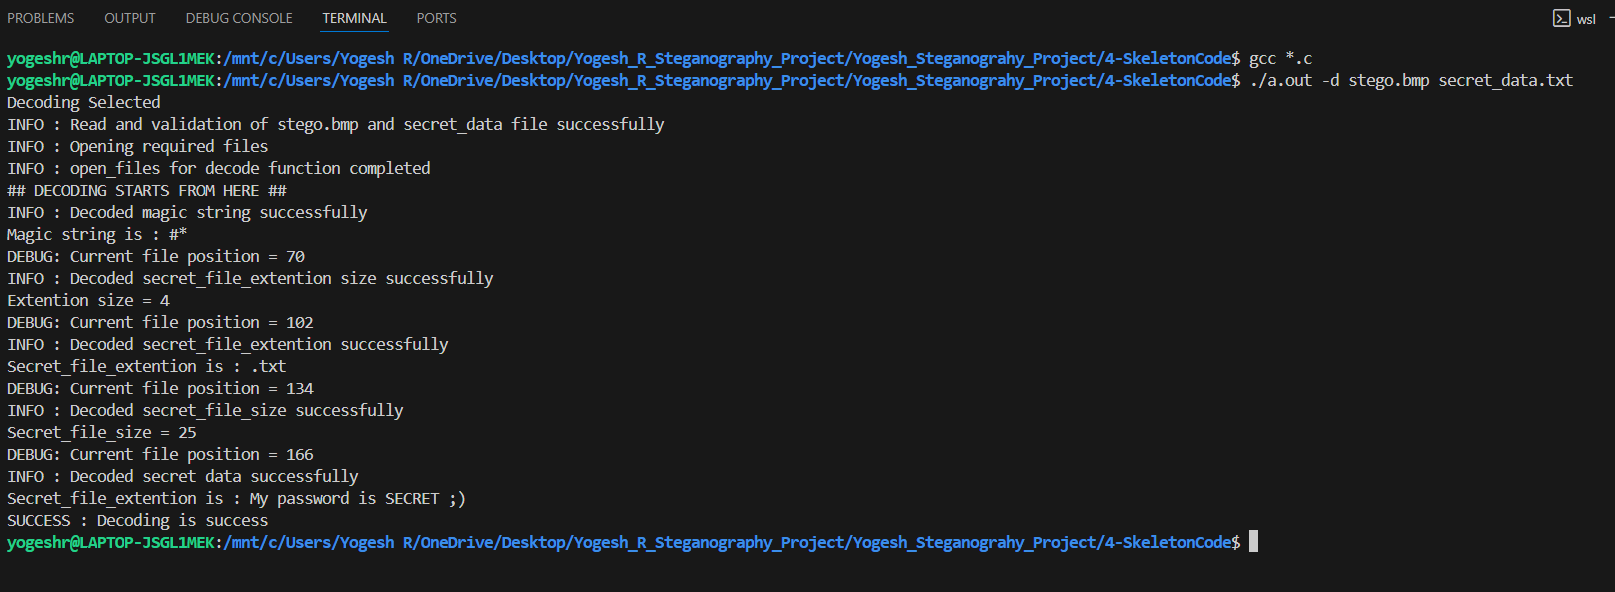 PROBLEMS OUTPUT DEBUG CONSOLE TERMINAL PORTS wsl
yogeshr@LAPTOP-JSGL1MEK:/mnt/c/Users/Yogesh R/OneDrive/Desktop/Yogesh_R_Steganography_Project/Yogesh_Steganograhy_Project/4-SkeletonCode$ gcc *.c
yogeshr@LAPTOP-JSGL1MEK:/mnt/c/Users/Yogesh R/OneDrive/Desktop/Yogesh_R_Steganography_Project/Yogesh_Steganograhy_Project/4-SkeletonCode$ ./a.out -d stego.bmp secret_data.txt
Decoding Selected
INFO : Read and validation of stego.bmp and secret_data file successfully
INFO : Opening required files
INFO : open_files for decode function completed
## DECODING STARTS FROM HERE ##
INFO : Decoded magic string successfully
Magic string is : #*
DEBUG: Current file position = 70
INFO : Decoded secret_file_extention size successfully
Extention size = 4
DEBUG: Current file position = 102
INFO : Decoded secret_file_extention successfully
Secret_file_extention is : .txt
DEBUG: Current file position = 134
INFO : Decoded secret_file_size successfully
Secret_file_size = 25
DEBUG: Current file position = 166
INFO : Decoded secret data successfully
Secret_file_extention is : My password is SECRET ;)
SUCCESS : Decoding is success
yogeshr@LAPTOP-JSGL1MEK:/mnt/c/Users/Yogesh R/OneDrive/Desktop/Yogesh_R_Steganography_Project/Yogesh_Steganograhy_Project/4-SkeletonCode$